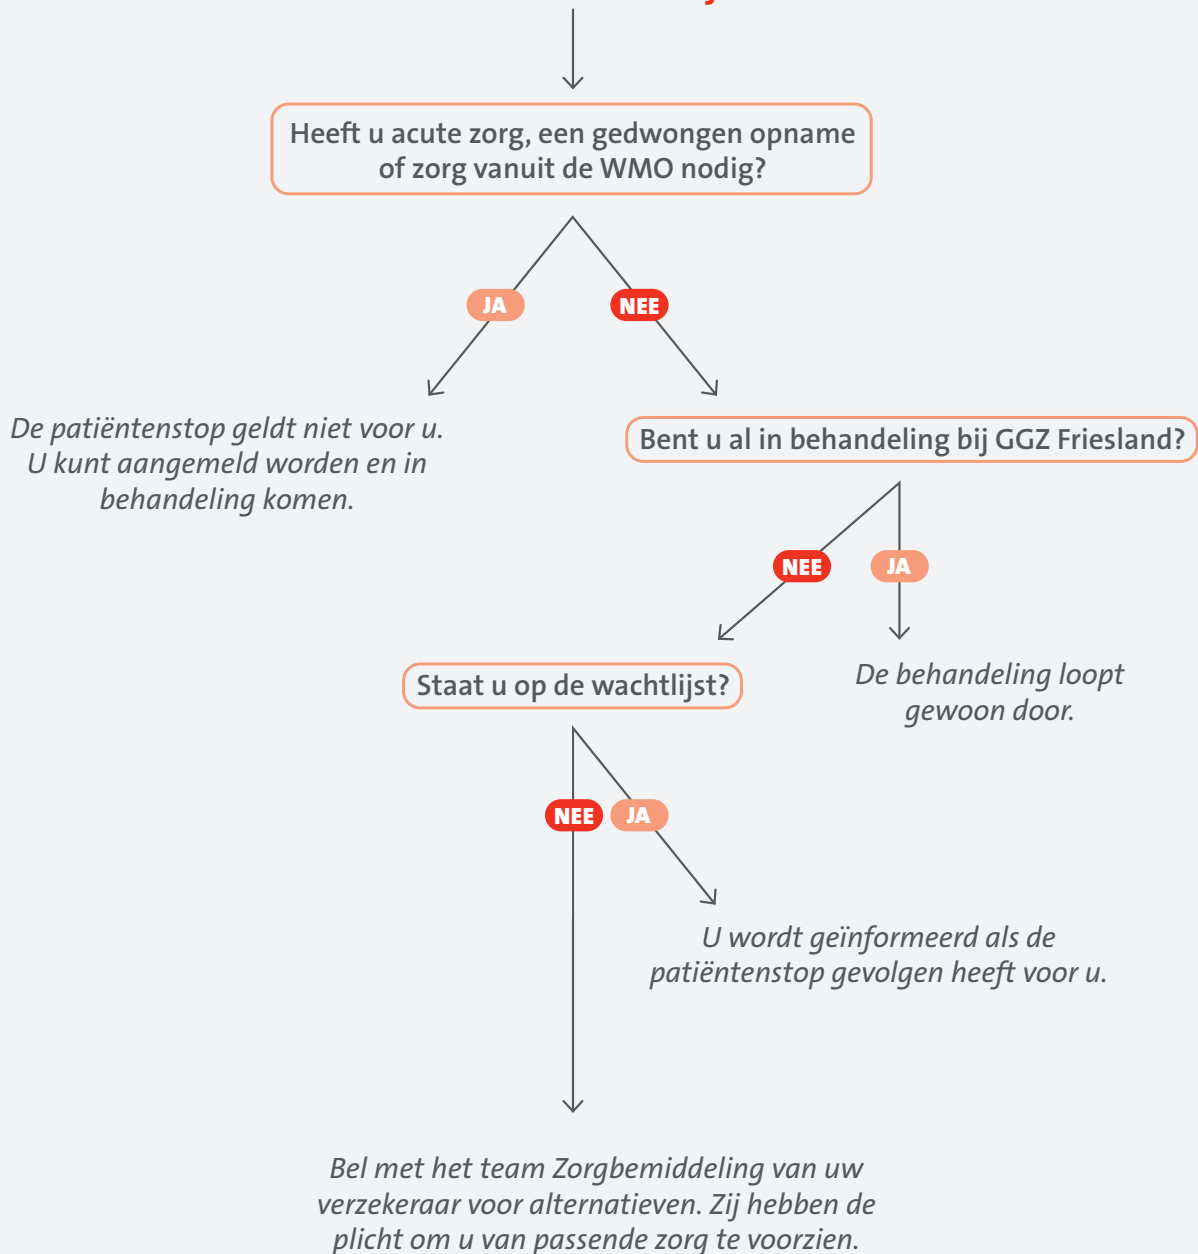 Heeft u acute zorg, een gedwongen opname
of zorg vanuit de WMO nodig?
JA
NEE
De patiëntenstop geldt niet voor u.
U kunt aangemeld worden en in
behandeling komen.
Bent u al in behandeling bij GGZ Friesland?
NEE
JA
Staat u op de wachtlijst?
De behandeling loopt
gewoon door.
NEE
JA
U wordt geïnformeerd als de
patiëntenstop gevolgen heeft voor u.
Bel met het team Zorgbemiddeling van uw
verzekeraar voor alternatieven. Zij hebben de
plicht om u van passende zorg te voorzien.